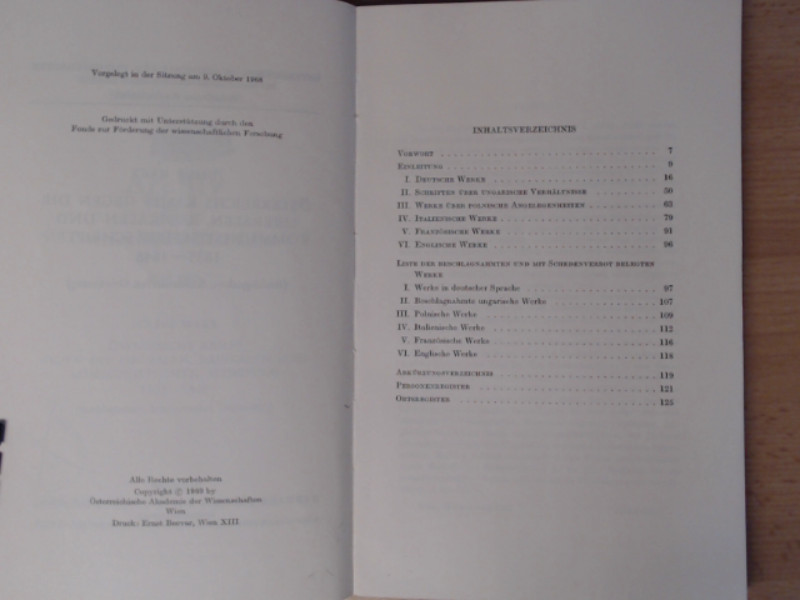 Vorgelegt in der Sitzung am 9. Oktober 1968
Gedruckt mit Unterstützung durch den
Fonds zur Förderung der wissenschaftlichen Forschung
Alle Rechte vorbehalten
Copyright © 1969 by
Österreichische Akademie der Wissenschaften
Wien
Druck: Ernst Becvar, Wien XIII
INHALTSVERZEICHNIS
VORWORT 7
EINLEITUNG
I. DEUTSCHE WERKE 16
II. SCHRIFTEN ÜBER UNGARISCHE VERHÄLTNISSE 50
III. WERKE ÜBER POLNISCHE ANGELEGENHEITEN 63
IV. ITALIENISCHE WERKE 79
V. FRANZÖSISCHE WERKE 91
VI. ENGLISCHE WERKE 96
LISTE DER BESCHLAGNAHMTEN UND MIT SCHEDENVERBOT BELEGTEN
WERKE
I. Werke in deutscher Sprache 97
II. Beschlagnahmte ungarische Werke 107
III. Polnische Werke 109
IV. Italienische Werke 112
V. Französische Werke 116
VI. Englische Werke 118
ABKÜRZUNGSVERZEICHNIS 119
PERSONENREGISTER 121
ORTSREGISTER 125